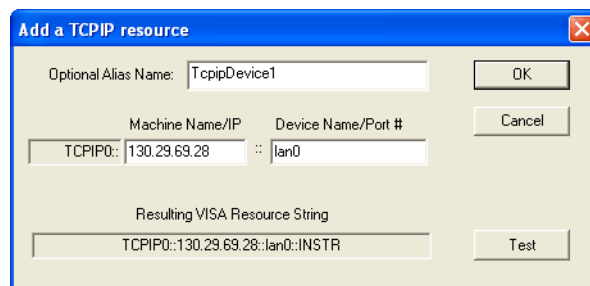 Add a TCPIP resource
Optional Alias Name: TcpipDevice1 OK
Machine Name/IP Device Name/Port # Cancel
TCPIP0:: 130.29.69.28 :: lan0
Resulting VISA Resource String
TCPIP0::130.29.69.28::lan0::INSTR Test